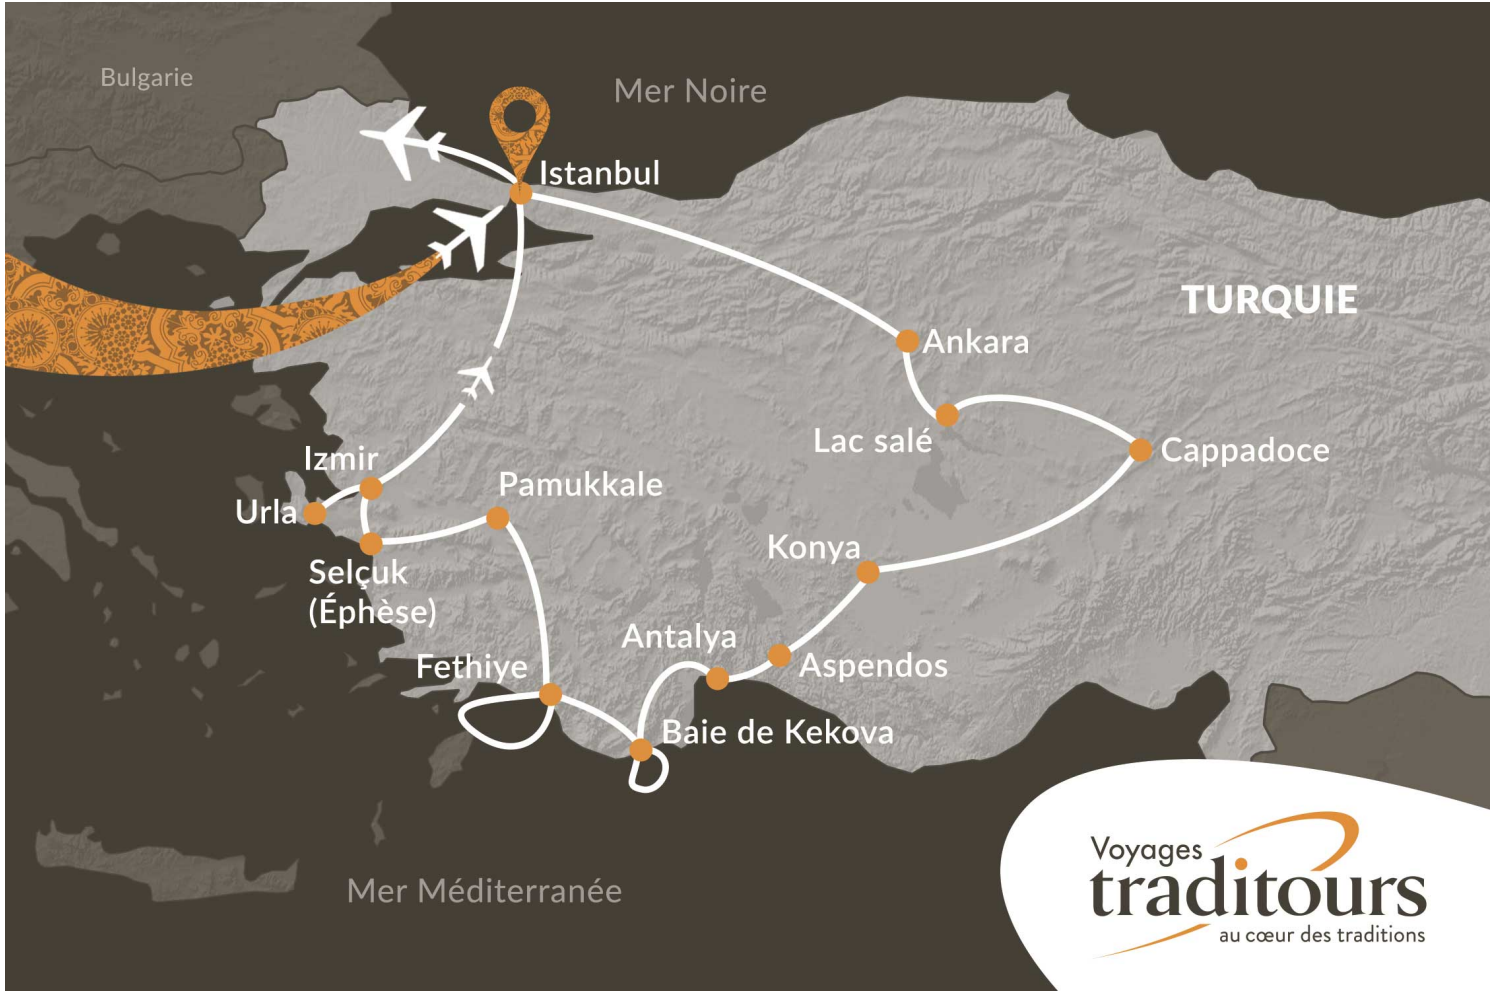 Bulgarie
Mer Noire
Istanbul
TURQUIE
Ankara
Lac salé
Cappadoce
Izmir
Pamukkale
Urla
Konya
Selçuk
(Éphèse)
Antalya
Fethiye
Aspendos
Baie de Kekova
Mer Méditerranée
Voyages
traditours
au cœur des traditions